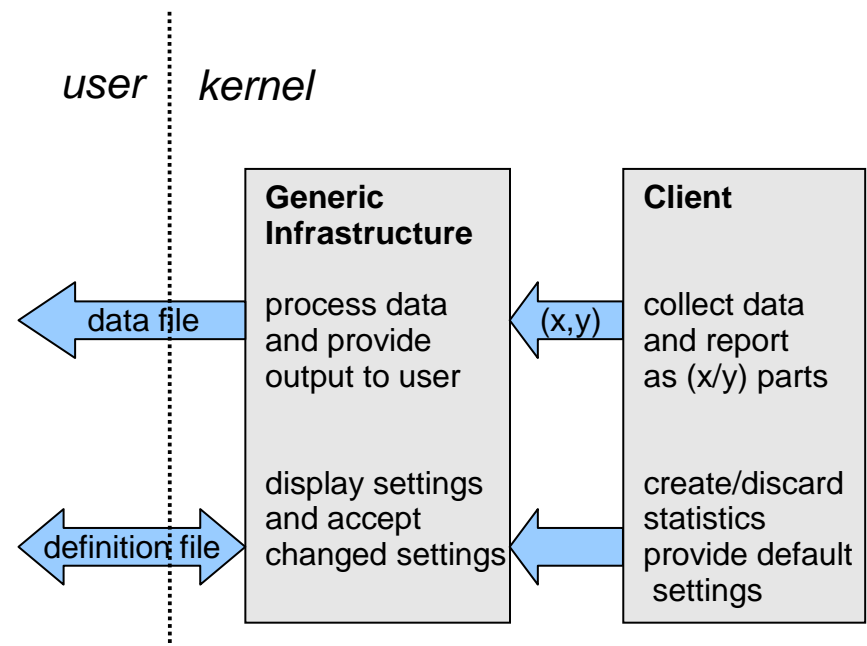 user
kernel
Generic
Infrastructure
process data
and provide
output to user
display settings
and accept
changed settings
Client
collect data
and report
as (x/y) parts
create/discard
statistics
provide default
settings
data file
(x,y)
definition file